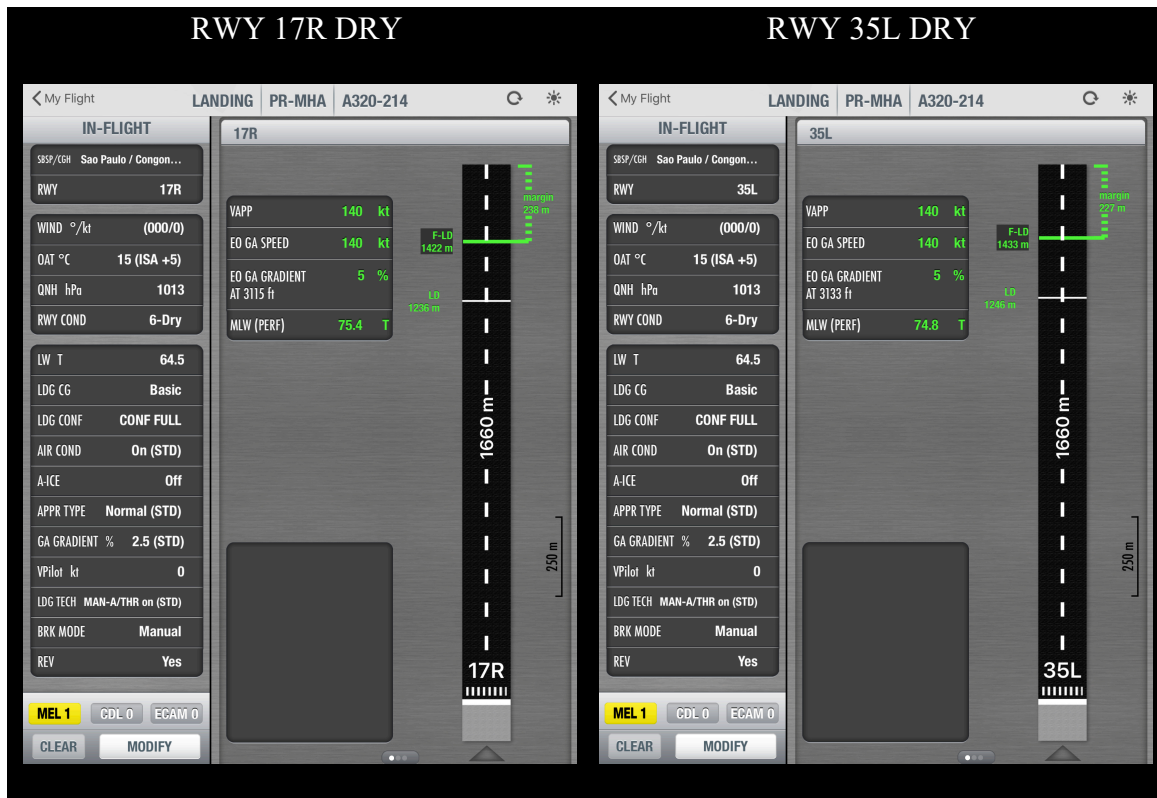 RWY 17R DRY
My Flight
LANDING PR-MHA A320-214
IN-FLIGHT
SBSP/CGH Sao Paulo / Congon...
RWY 17R
WIND °/kt (000/0)
OAT °C 15 (ISA +5)
QNH hPa 1013
RWY COND 6-Dry
LW T 64.5
LDG CG Basic
LDG CONF CONF FULL
AIR COND On (STD)
A-ICE Off
APPR TYPE Normal (STD)
GA GRADIENT % 2.5 (STD)
VPilot kt 0
LDG TECH MAN-A/THR on (STD)
BRK MODE Manual
REV Yes
MEL 1 CDL 0 ECAM 0
CLEAR MODIFY
17R
VAPP 140 kt
EO GA SPEED 140 kt
EO GA GRADIENT 5 %
AT 3115 ft
MLW (PERF) 75.4 T
margin
238 m
F-LD
1422 m
LD
1236 m
1660 m
250 m
17R
RWY 35L DRY
My Flight
LANDING PR-MHA A320-214
IN-FLIGHT
SBSP/CGH Sao Paulo / Congon...
RWY 35L
WIND °/kt (000/0)
OAT °C 15 (ISA +5)
QNH hPa 1013
RWY COND 6-Dry
LW T 64.5
LDG CG Basic
LDG CONF CONF FULL
AIR COND On (STD)
A-ICE Off
APPR TYPE Normal (STD)
GA GRADIENT % 2.5 (STD)
VPilot kt 0
LDG TECH MAN-A/THR on (STD)
BRK MODE Manual
REV Yes
MEL 1 CDL 0 ECAM 0
CLEAR MODIFY
35L
VAPP 140 kt
EO GA SPEED 140 kt
EO GA GRADIENT 5 %
AT 3133 ft
MLW (PERF) 74.8 T
margin
227 m
F-LD
1433 m
LD
1246 m
1660 m
250 m
35L